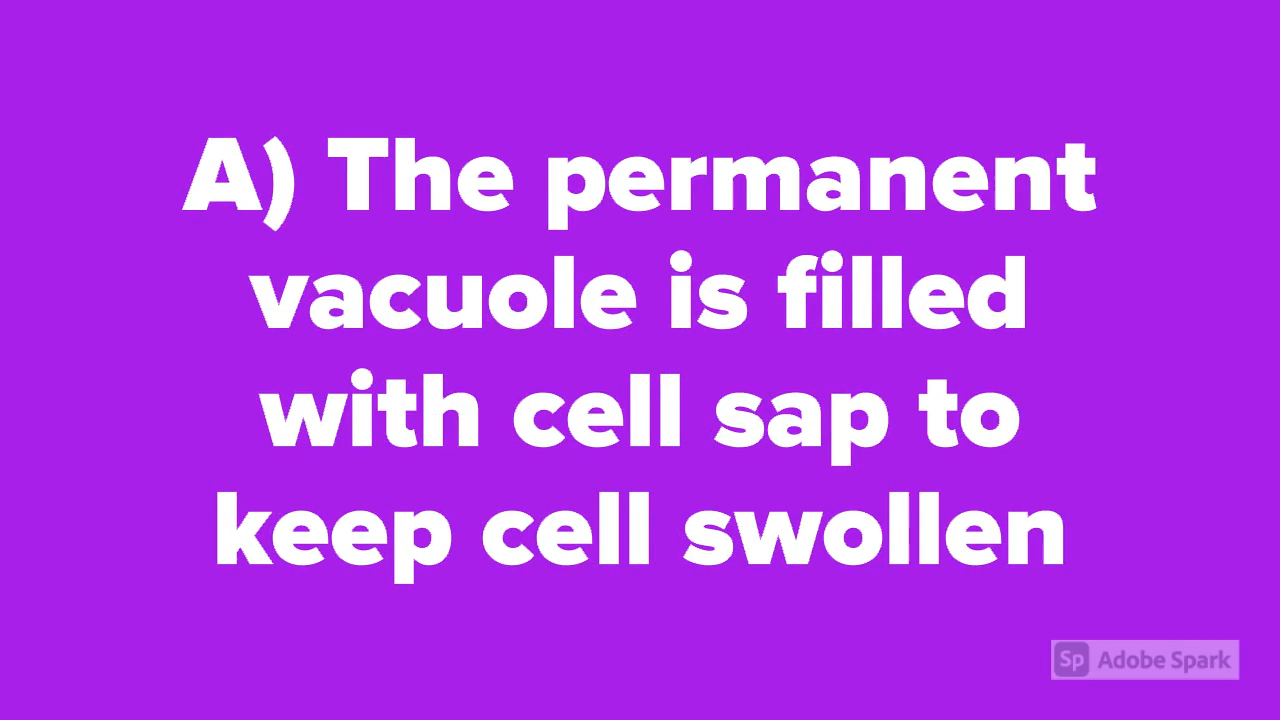 A) The permanent
vacuole is filled
with cell sap to
keep cell swollen
Sp Adobe Spark